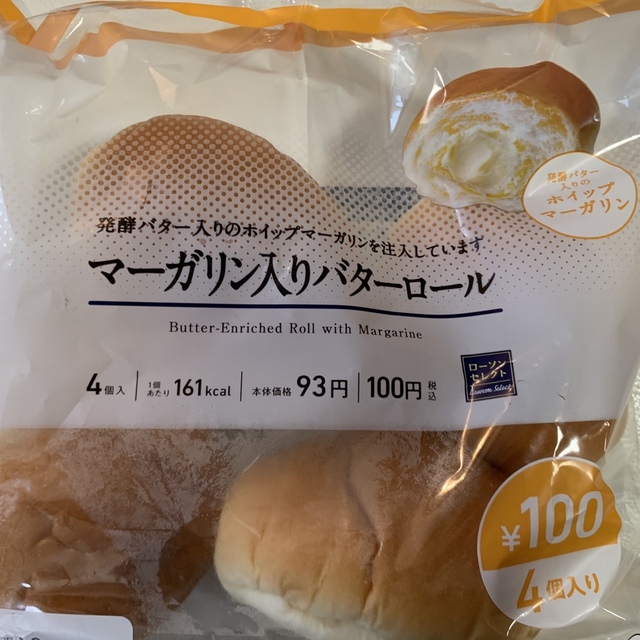 発酵バター
入りの
ホイップ
マーガリン
発酵バター入りのホイップマーガリンを注入しています
マーガリン入りバターロール
Butter-Enriched Roll with Margarine
4個入 1個あたり 161kcal 本体価格 93円 100円 税込
ローソン
セレクト
Lawson Select
¥100
4個入り